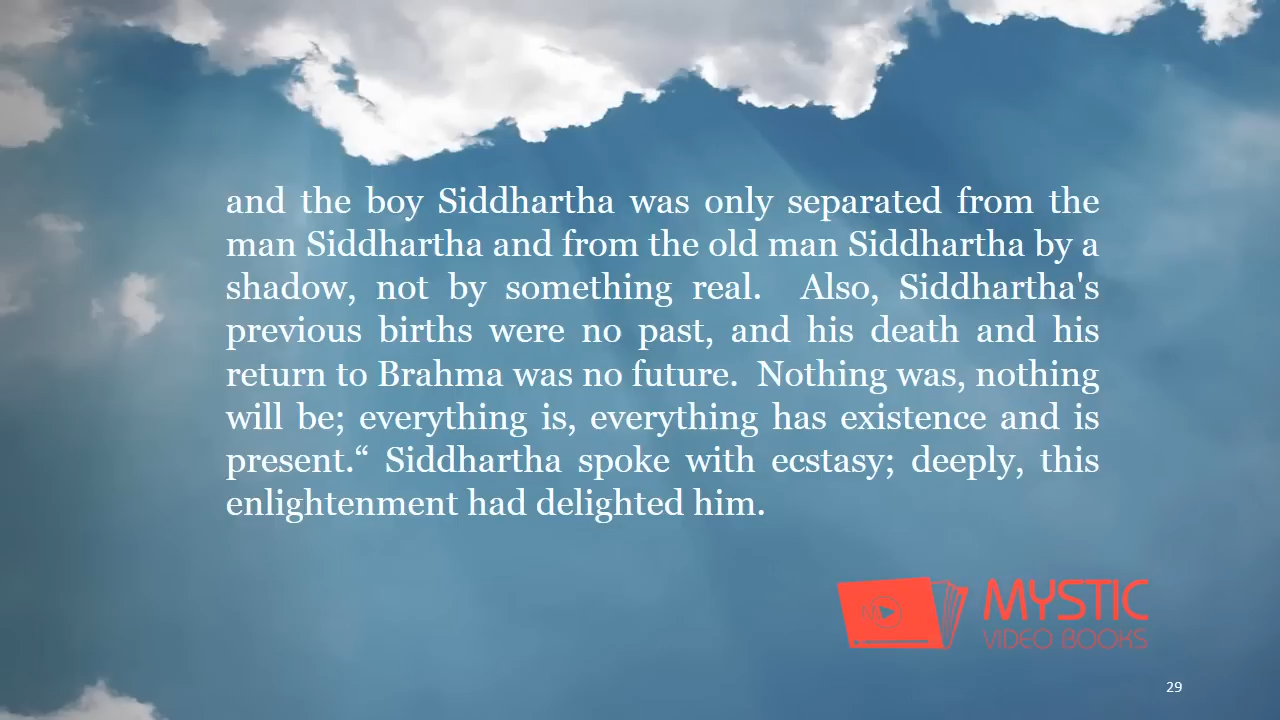 and the boy Siddhartha was only separated from the
man Siddhartha and from the old man Siddhartha by a
shadow, not by something real.  Also, Siddhartha's
previous births were no past, and his death and his
return to Brahma was no future.  Nothing was, nothing
will be; everything is, everything has existence and is
present.“ Siddhartha spoke with ecstasy; deeply, this
enlightenment had delighted him.
MYSTIC
VIDEO BOOKS
29